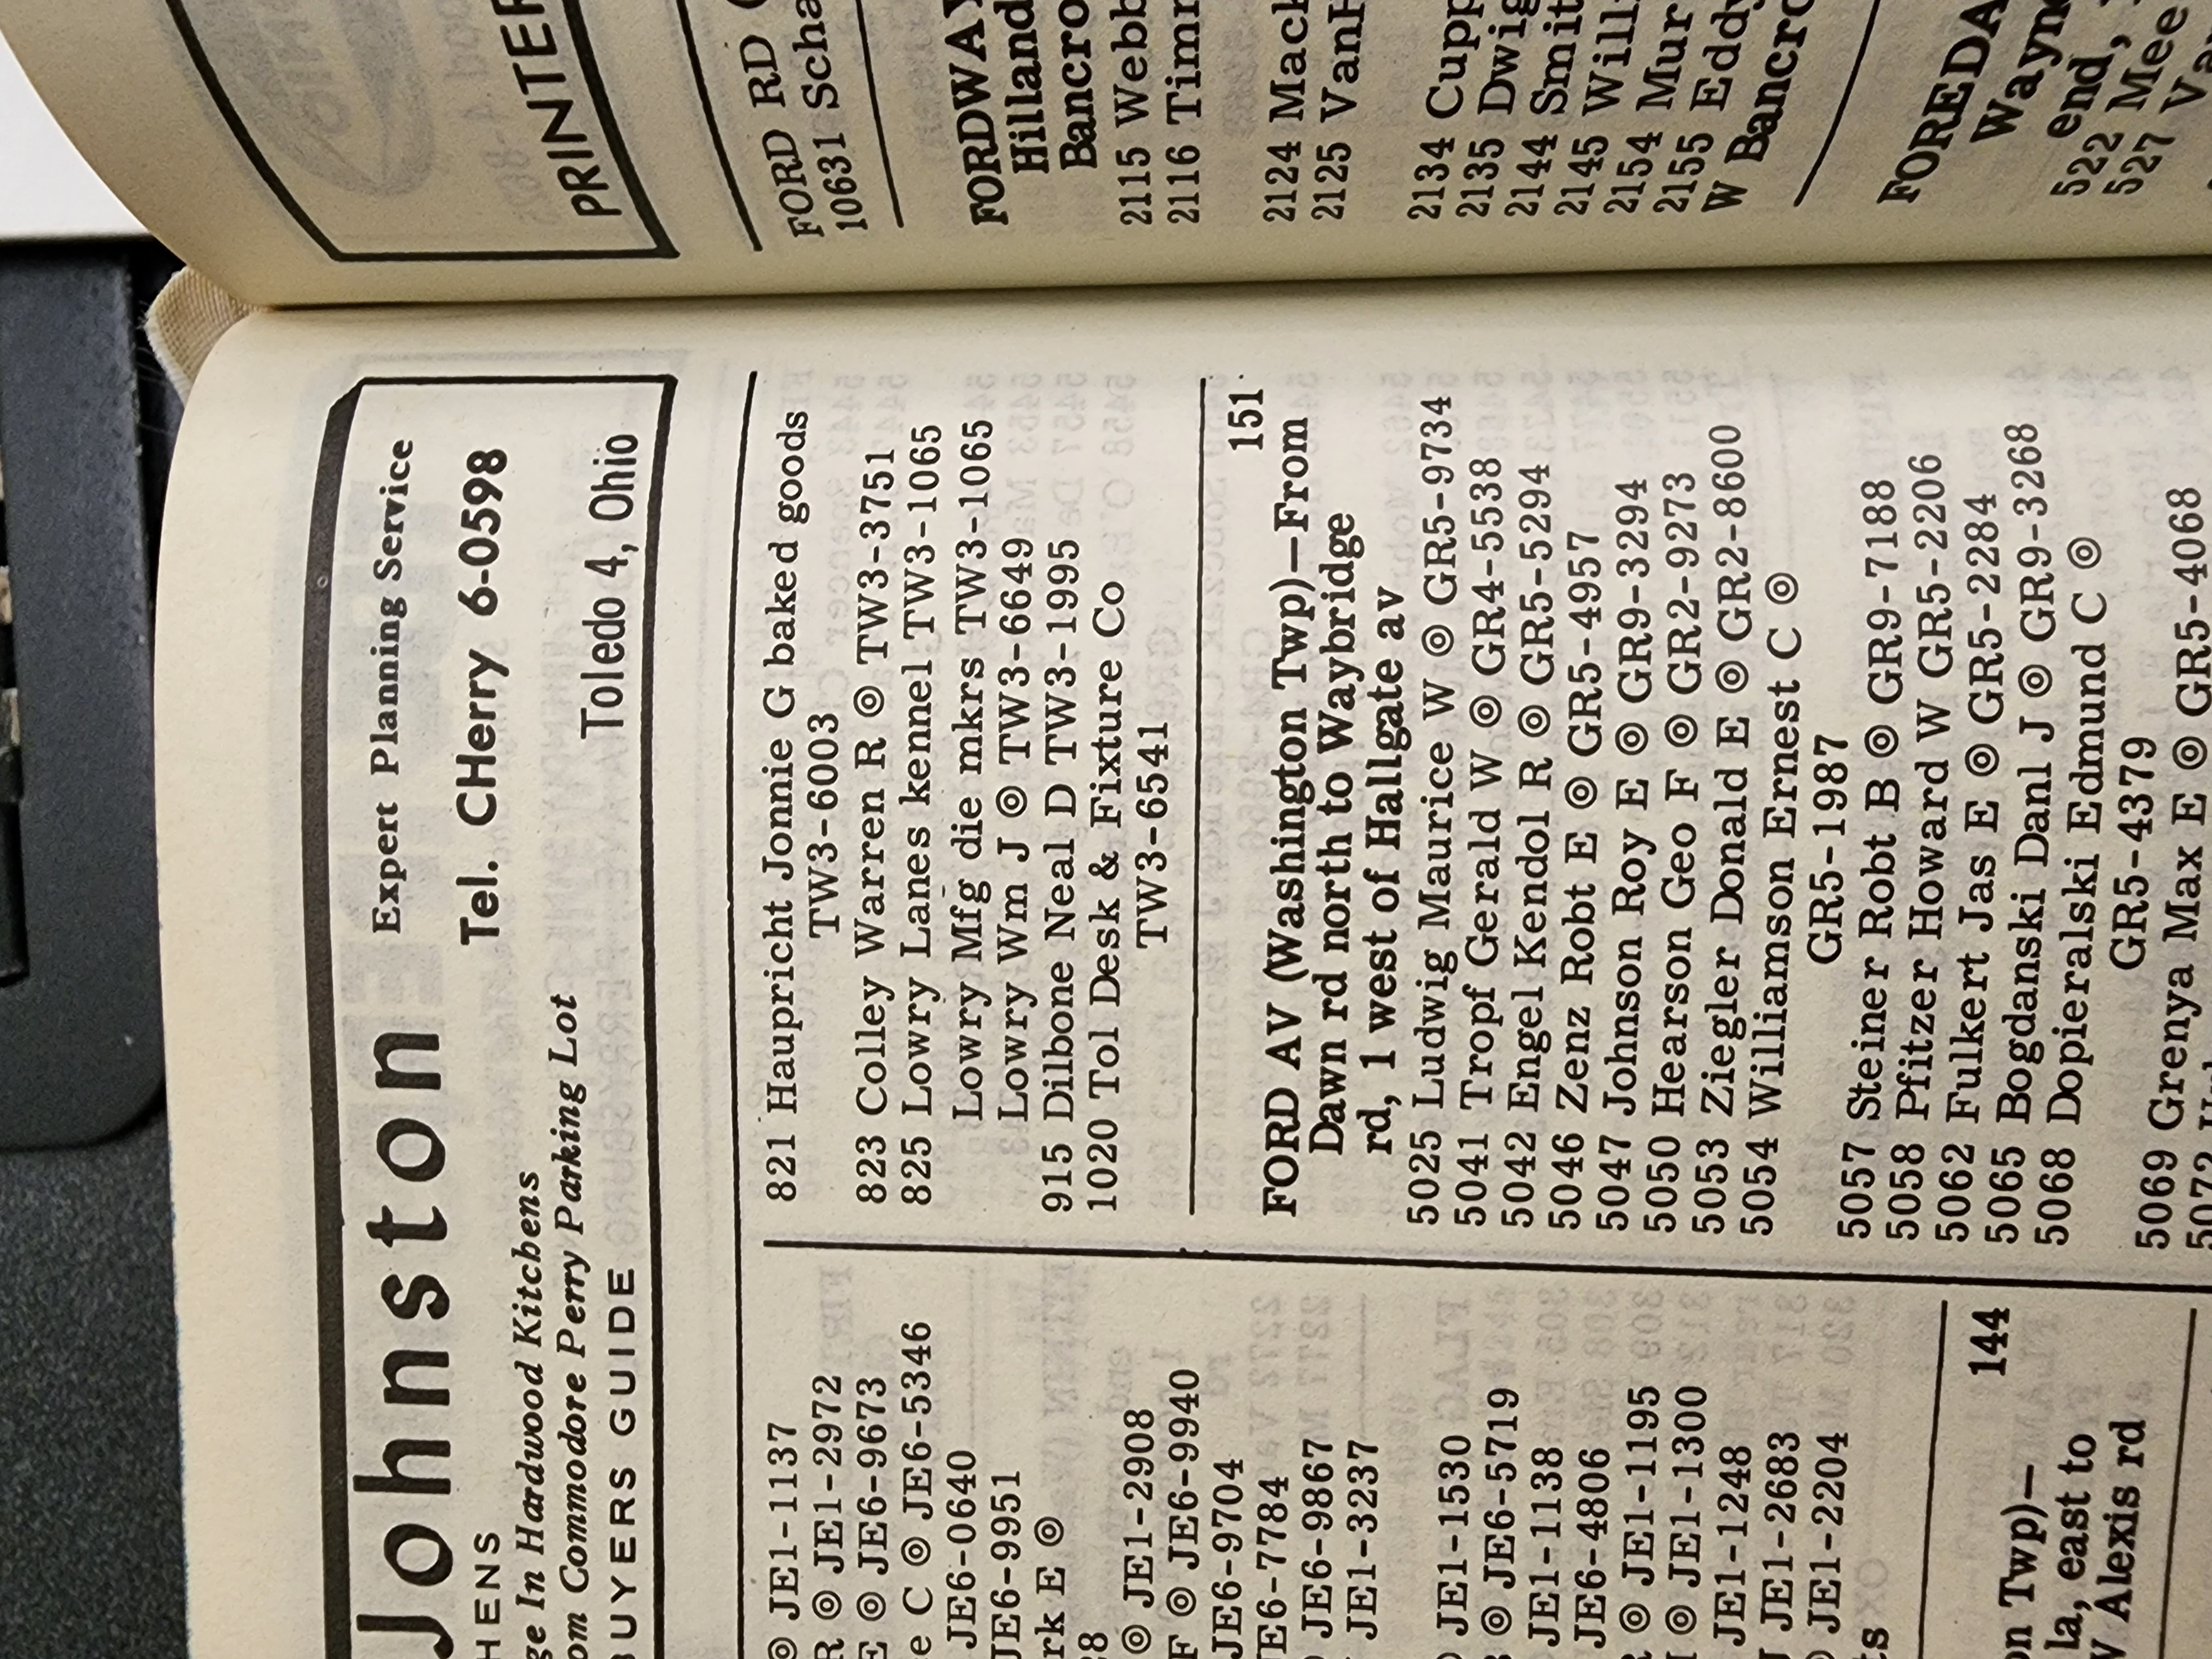 Johnston
Expert Planning Service
Tel. CHerry 6-0598
HENS
In Hardwood Kitchens
Commodore Perry Parking Lot
BUYERS GUIDE
Toledo 4, Ohio
◎ JE1-1137
R ◎ JE1-2972
E ◎ JE6-9673
C ◎ JE6-5346
JE6-0640
JE6-9951
E ◎
◎ JE1-2908
F ◎ JE6-9940
JE6-9704
JE6-7784
JE6-9867
JE1-3237
JE1-1530
◎ JE6-5719
JE1-1138
JE6-4806
◎ JE1-1195
◎ JE1-1300
JE1-1248
JE1-2683
JE1-2204
144
Twp)—
la, east to
Alexis rd
821 Haupricht Jonnie G baked goods
TW3-6003
823 Colley Warren R ◎ TW3-3751
825 Lowry Lanes kennel TW3-1065
Lowry Mfg die mkrs TW3-1065
Lowry Wm J ◎ TW3-6649
915 Dilbone Neal D TW3-1995
1020 Tol Desk & Fixture Co
TW3-6541
151
FORD AV (Washington Twp)—From
Dawn rd north to Waybridge
rd, 1 west of Hallgate av
5025 Ludwig Maurice W ◎ GR5-9734
5041 Tropf Gerald W ◎ GR4-5538
5042 Engel Kendol R ◎ GR5-5294
5046 Zenz Robt E ◎ GR5-4957
5047 Johnson Roy E ◎ GR9-3294
5050 Hearson Geo F ◎ GR2-9273
5053 Ziegler Donald E ◎ GR2-8600
5054 Williamson Ernest C ◎
GR5-1987
5057 Steiner Robt B ◎ GR9-7188
5058 Pfitzer Howard W GR5-2206
5062 Fulkert Jas E ◎ GR5-2284
5065 Bogdanski Danl J ◎ GR9-3268
5068 Dopieralski Edmund C ◎
GR5-4379
5069 Grenya Max E ◎ GR5-4068
5072
PRINTER
FORD RD
10631 Scha
FORDWAY
Hilland
Bancro
2115 Webb
2116 Timm
2124 Mack
2125 VanH
2134 Cupp
2135 Dwig
2144 Smit
2145 Will
2154 Mur
2155 Eddy
W Bancro
FOREDA
Wayn
end,
522 Mee
527 Va